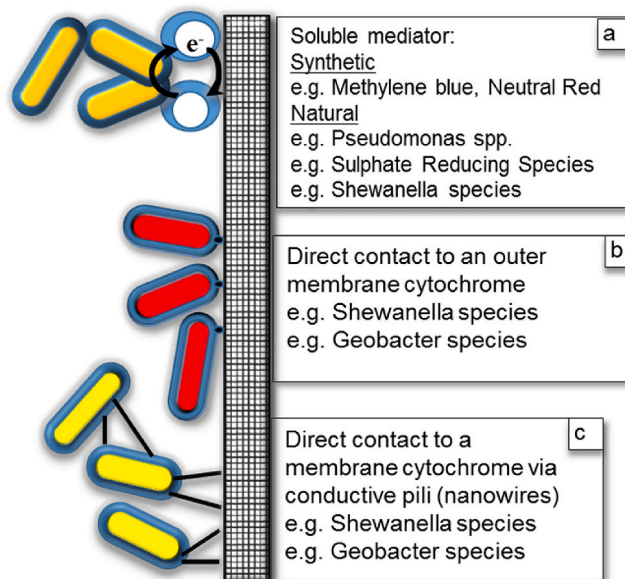 e-
Soluble mediator:
a
Synthetic
e.g. Methylene blue, Neutral Red
Natural
e.g. Pseudomonas spp.
e.g. Sulphate Reducing Species
e.g. Shewanella species
b
Direct contact to an outer
membrane cytochrome
e.g. Shewanella species
e.g. Geobacter species
c
Direct contact to a
membrane cytochrome via
conductive pili (nanowires)
e.g. Shewanella species
e.g. Geobacter species